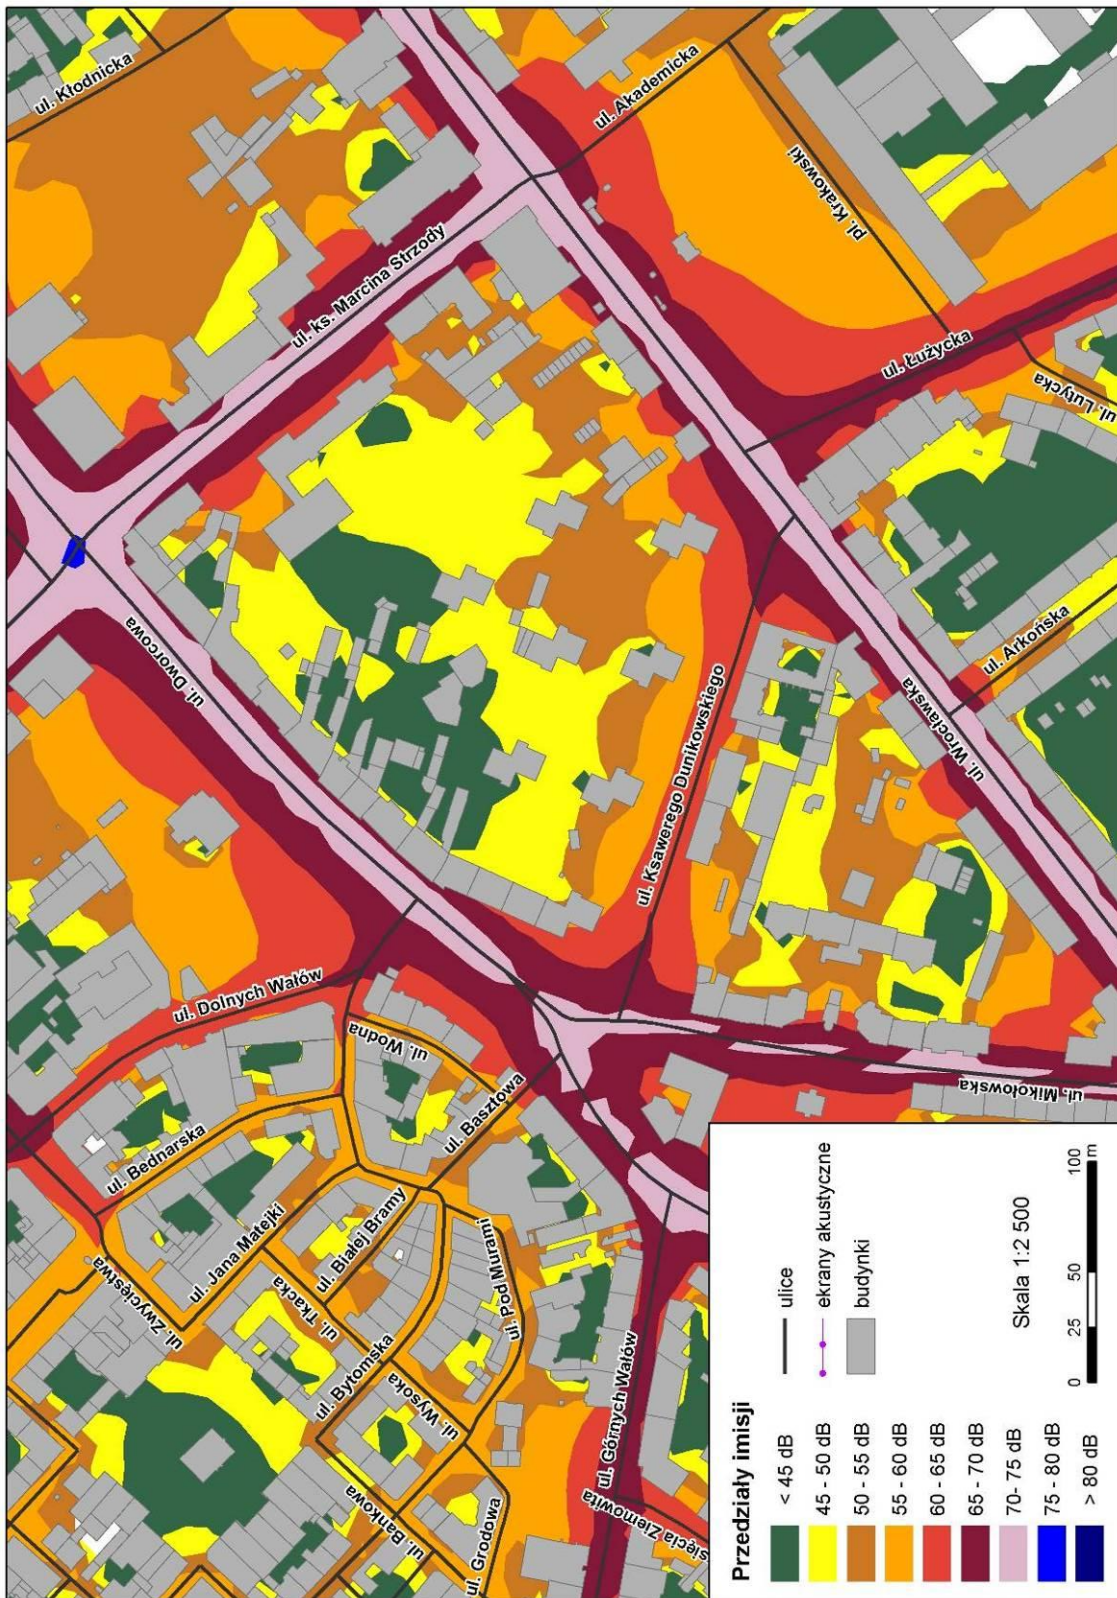 ul. Kłodnicka
ul. Akademicka
ul. ks. Marcina Strzody
pl. Krakowski
ul. Łużycka
ul. Lutycka
ul. Dworcowa
ul. Arkońska
ul. Ksawerego Dunikowskiego
ul. Wrocławska
ul. Dolnych Wałów
ul. Wodna
ul. Basztowa
ul. Mikołowska
ul. Bednarska
ul. Jana Matejki
ul. Białej Bramy
ul. Zwycięstwa
ul. Tkacka
ul. Pod Murami
ul. Bytomska
ul. Wysoka
ul. Bankowa
ul. Grodowa
ul. Górnych Wałów
sięcia Ziemowita
Przedziały imisji
< 45 dB
45 - 50 dB
50 - 55 dB
55 - 60 dB
60 - 65 dB
65 - 70 dB
70- 75 dB
75 - 80 dB
> 80 dB
ulice
ekrany akustyczne
budynki
Skala 1:2 500
0 25 50 100
m